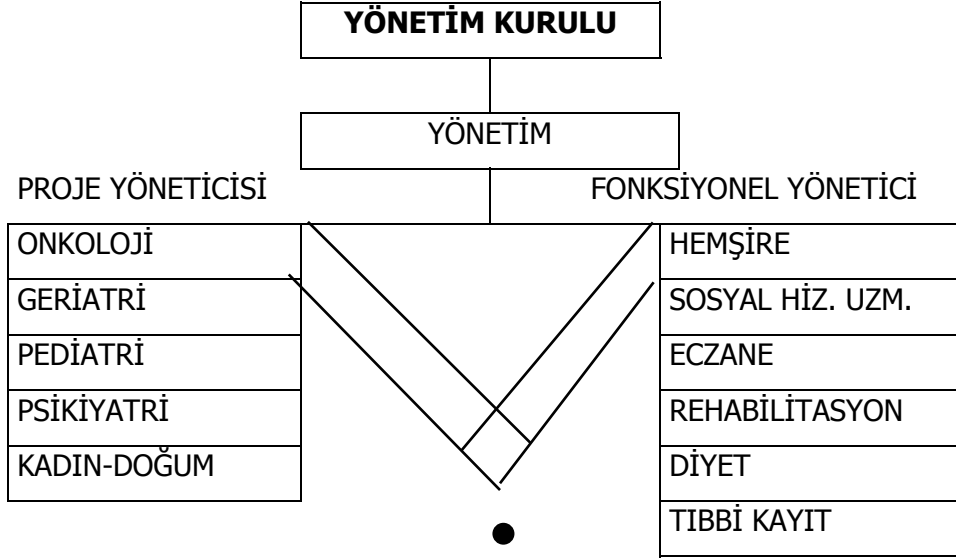 YÖNETİM KURULU
YÖNETİM
PROJE YÖNETİCİSİ
FONKSİYONEL YÖNETİCİ
ONKOLOJİ
GERİATRİ
PEDİATRİ
PSİKİYATRİ
KADIN-DOĞUM
HEMŞİRE
SOSYAL HİZ. UZM.
ECZANE
REHABİLİTASYON
DİYET
TIBBİ KAYIT